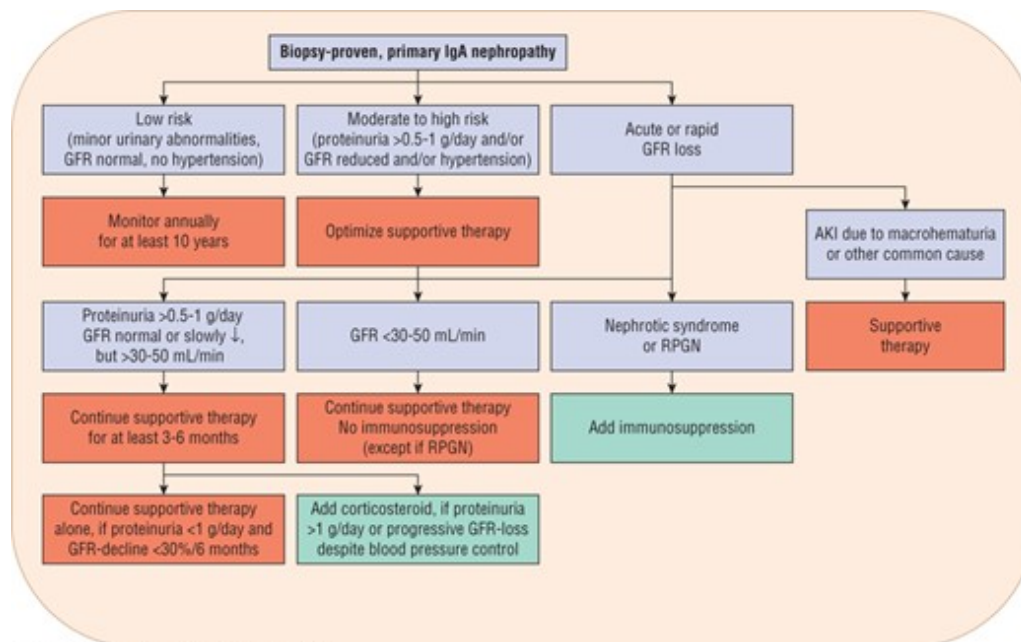 Biopsy-proven, primary IgA nephropathy
Low risk
(minor urinary abnormalities,
GFR normal, no hypertension)
Moderate to high risk
(proteinuria >0.5-1 g/day and/or
GFR reduced and/or hypertension)
Acute or rapid
GFR loss
Monitor annually
for at least 10 years
Optimize supportive therapy
AKI due to macrohematuria
or other common cause
Proteinuria >0.5-1 g/day
GFR normal or slowly ↓,
but >30-50 mL/min
GFR <30-50 mL/min
Nephrotic syndrome
or RPGN
Supportive
therapy
Continue supportive therapy
for at least 3-6 months
Continue supportive therapy
No immunosuppression
(except if RPGN)
Add immunosuppression
Continue supportive therapy
alone, if proteinuria <1 g/day and
GFR-decline <30%/6 months
Add corticosteroid, if proteinuria
>1 g/day or progressive GFR-loss
despite blood pressure control